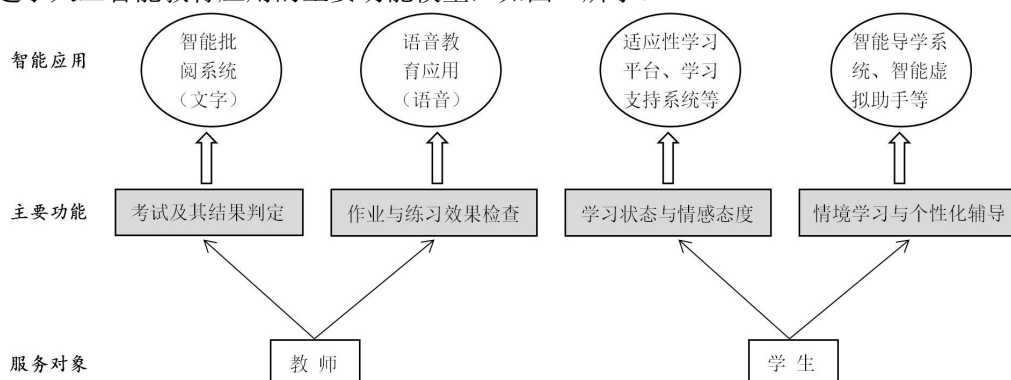 智能应用
智能批
阅系统
（文字）
语音教
育应用
（语音）
适应性学习
平台、学习
支持系统等
智能导学系
统、智能虚
拟助手等
主要功能
考试及其结果判定
作业与练习效果检查
学习状态与情感态度
情境学习与个性化辅导
服务对象
教 师
学 生